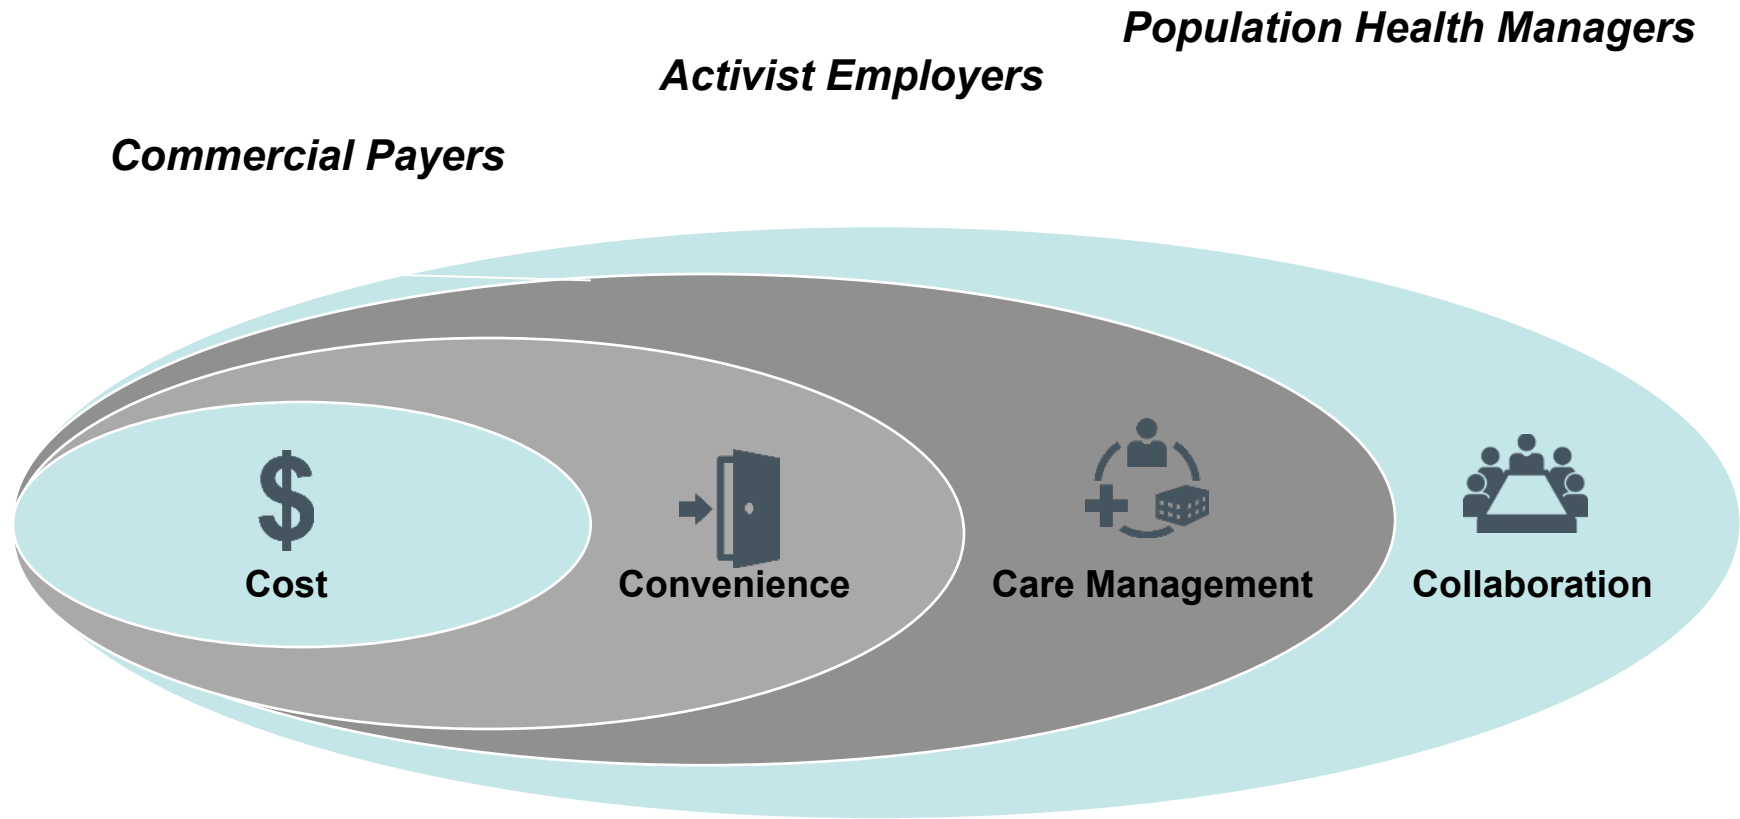 Population Health Managers
Activist Employers
Commercial Payers
$
Cost
Convenience
Care Management
Collaboration